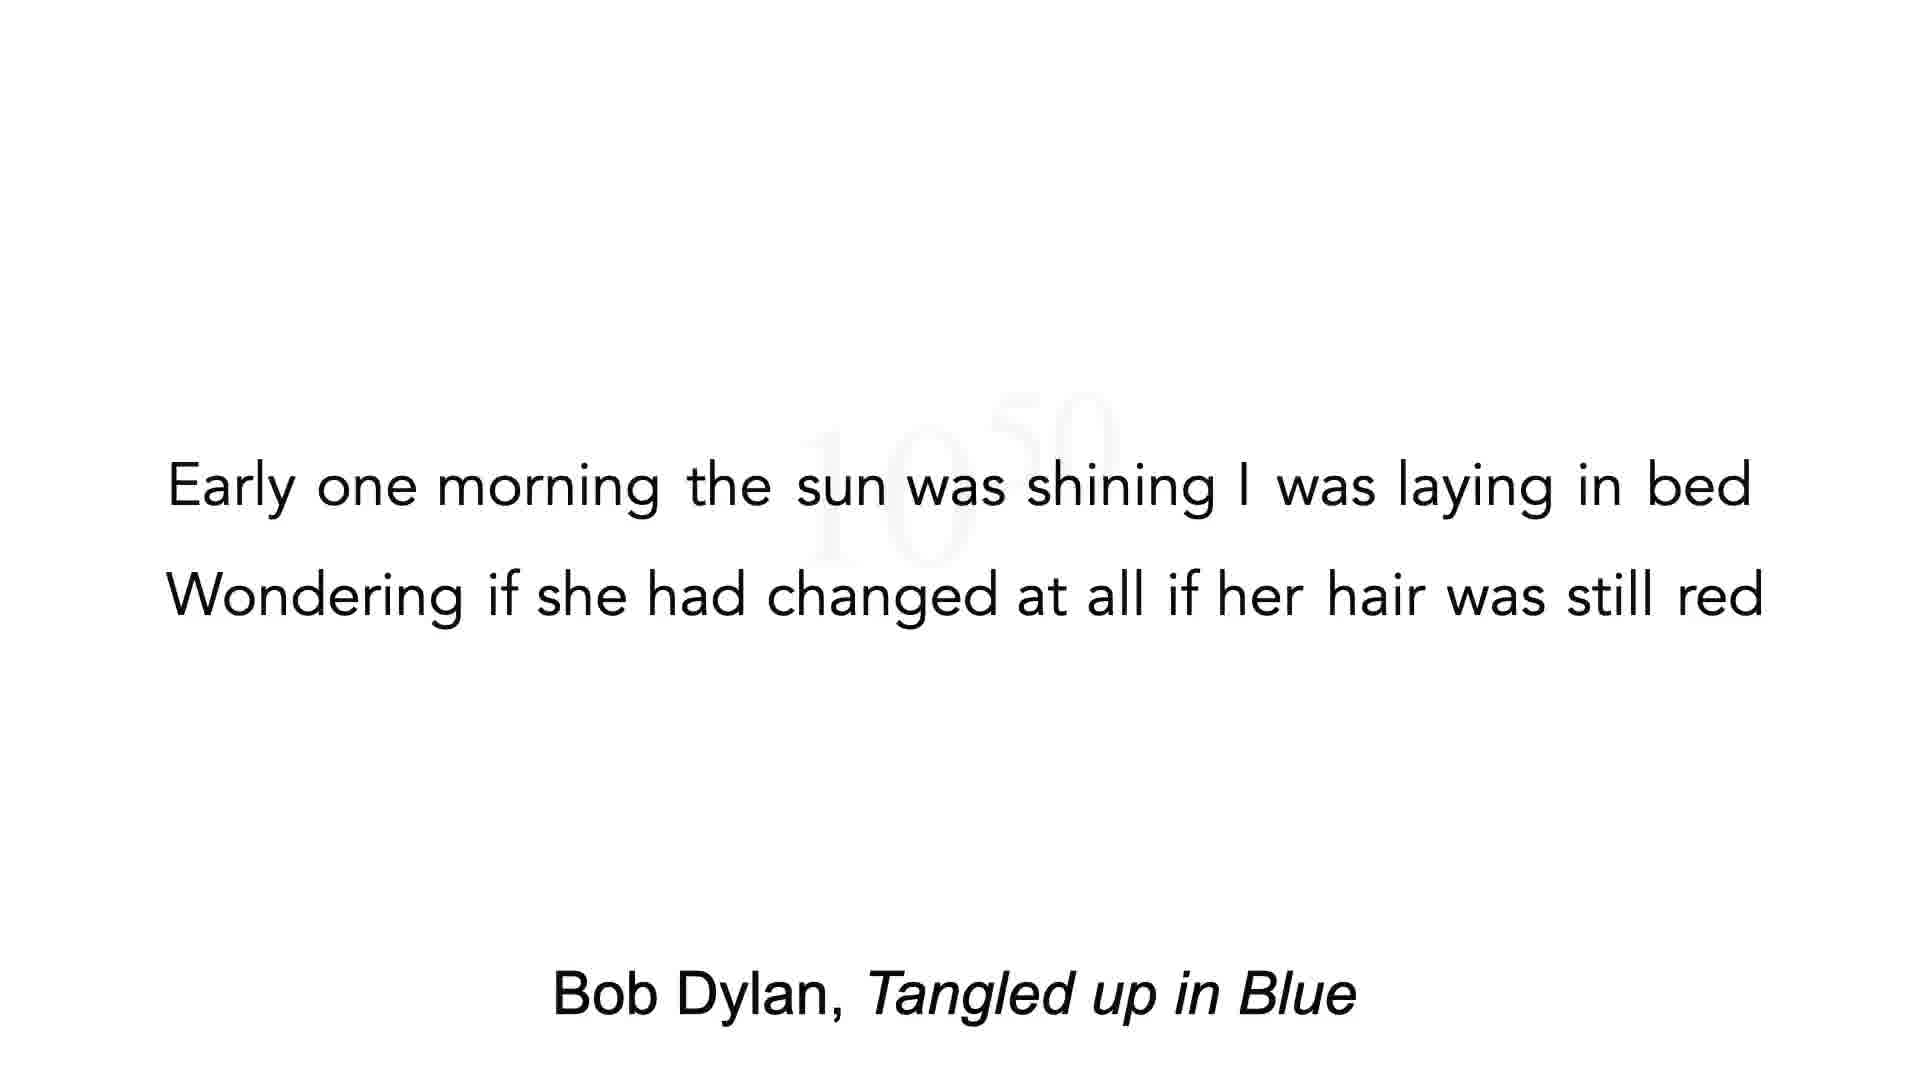 10^50
Early one morning the sun was shining I was laying in bed
Wondering if she had changed at all if her hair was still red
Bob Dylan, Tangled up in Blue